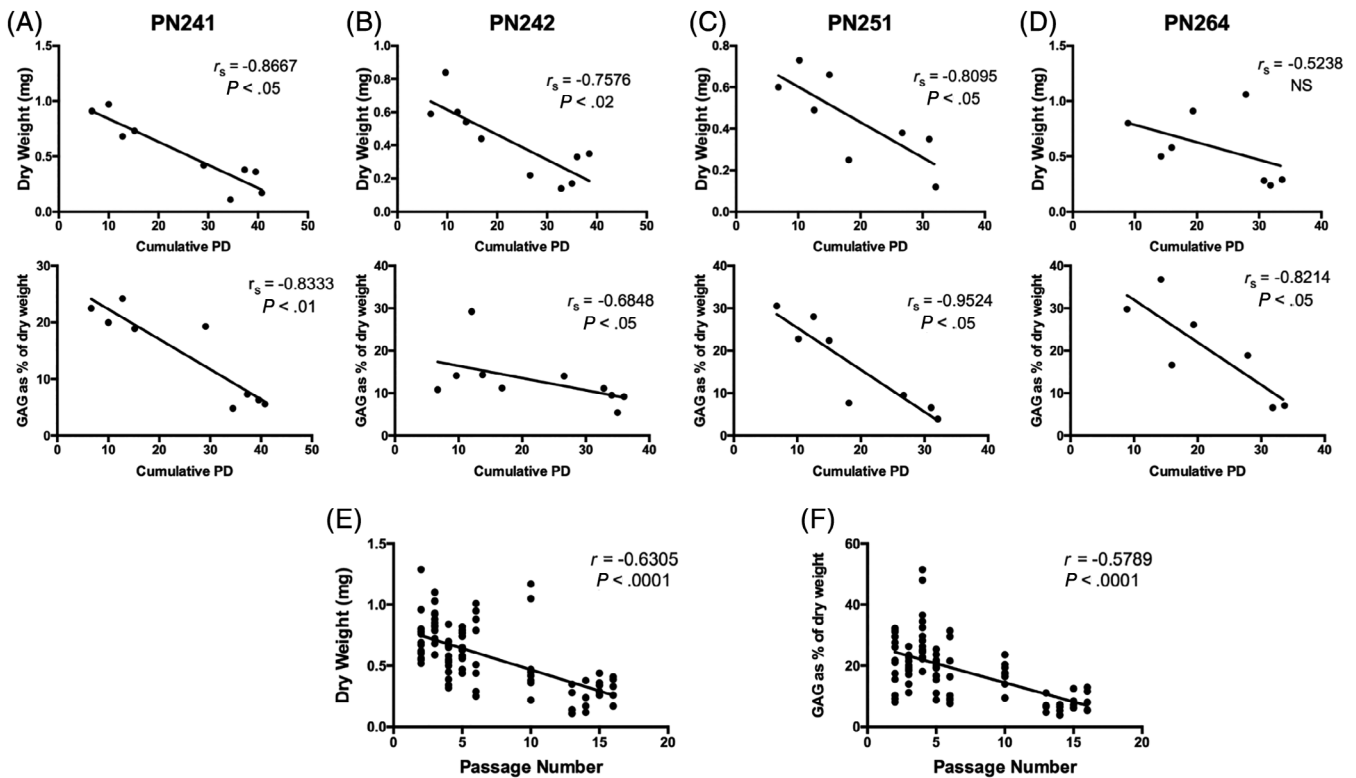 (A) PN241
(B) PN242
(C) PN251
(D) PN264
1.5
1.0
0.5
0.0
Dry Weight (mg)
rs = -0.8667
P < .05
0 10 20 30 40 50
Cumulative PD
1.0
0.8
0.6
0.4
0.2
0.0
Dry Weight (mg)
rs = -0.7576
P < .02
0 10 20 30 40 50
Cumulative PD
0.8
0.6
0.4
0.2
0.0
Dry Weight (mg)
rs = -0.8095
P < .05
0 10 20 30 40
Cumulative PD
1.5
1.0
0.5
0.0
Dry Weight (mg)
rs = -0.5238
NS
0 10 20 30 40
Cumulative PD
30
20
10
0
GAG as % of dry weight
rs = -0.8333
P < .01
0 10 20 30 40 50
Cumulative PD
40
30
20
10
0
GAG as % of dry weight
rs = -0.6848
P < .05
0 10 20 30 40
Cumulative PD
40
30
20
10
0
GAG as % of dry weight
rs = -0.9524
P < .05
0 10 20 30 40
Cumulative PD
40
30
20
10
0
GAG as % of dry weight
rs = -0.8214
P < .05
0 10 20 30 40
Cumulative PD
(E)
1.5
1.0
0.5
0.0
Dry Weight (mg)
r = -0.6305
P < .0001
0 5 10 15 20
Passage Number
(F)
60
40
20
0
GAG as % of dry weight
r = -0.5789
P < .0001
0 5 10 15 20
Passage Number